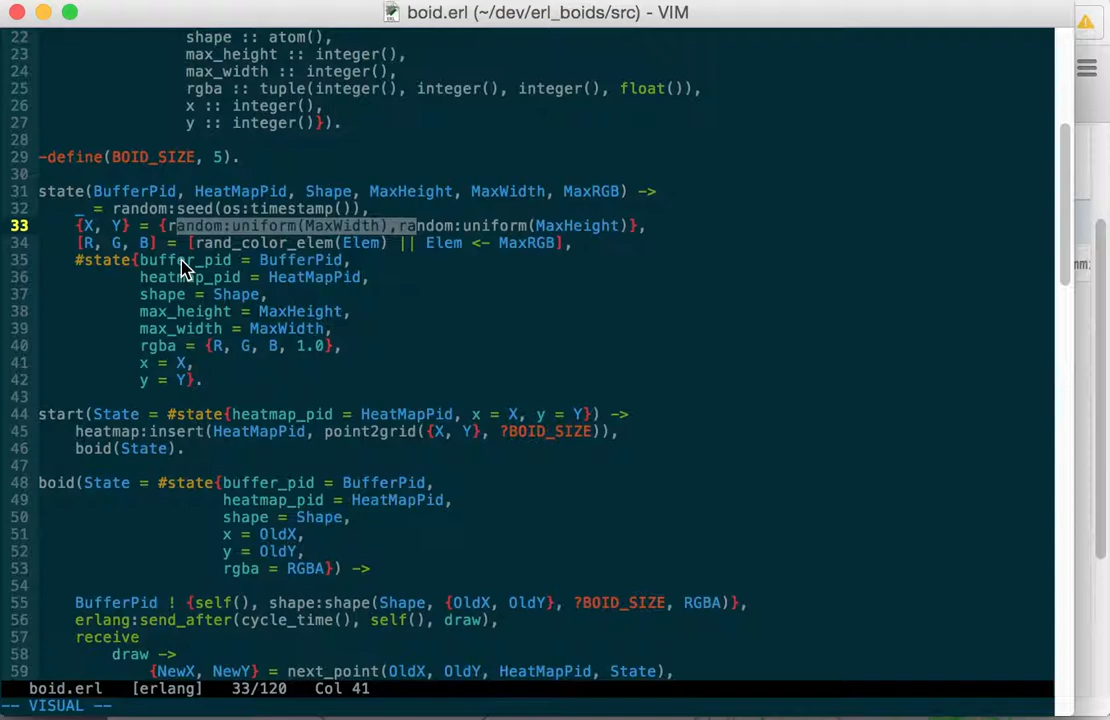 boid.erl (~/dev/erl_boids/src) - VIM
22 shape :: atom(),
23 max_height :: integer(),
24 max_width :: integer(),
25 rgba :: tuple(integer(), integer(), integer(), float()),
26 x :: integer(),
27 y :: integer()}).
28
29 -define(BOID_SIZE, 5).
30
31 state(BufferPid, HeatMapPid, Shape, MaxHeight, MaxWidth, MaxRGB) ->
32 _ = random:seed(os:timestamp()),
33 {X, Y} = {random:uniform(MaxWidth),random:uniform(MaxHeight)},
34 [R, G, B] = [rand_color_elem(Elem) || Elem <- MaxRGB],
35 #state{buffer_pid = BufferPid,
36 heatmap_pid = HeatMapPid,
37 shape = Shape,
38 max_height = MaxHeight,
39 max_width = MaxWidth,
40 rgba = {R, G, B, 1.0},
41 x = X,
42 y = Y}.
43
44 start(State = #state{heatmap_pid = HeatMapPid, x = X, y = Y}) ->
45 heatmap:insert(HeatMapPid, point2grid({X, Y}, ?BOID_SIZE)),
46 boid(State).
47
48 boid(State = #state{buffer_pid = BufferPid,
49 heatmap_pid = HeatMapPid,
50 shape = Shape,
51 x = OldX,
52 y = OldY,
53 rgba = RGBA}) ->
54
55 BufferPid ! {self(), shape:shape(Shape, {OldX, OldY}, ?BOID_SIZE, RGBA)},
56 erlang:send_after(cycle_time(), self(), draw),
57 receive
58 draw ->
59 {NewX, NewY} = next_point(OldX, OldY, HeatMapPid, State),
boid.erl [erlang] 33/120 Col 41
-- VISUAL --